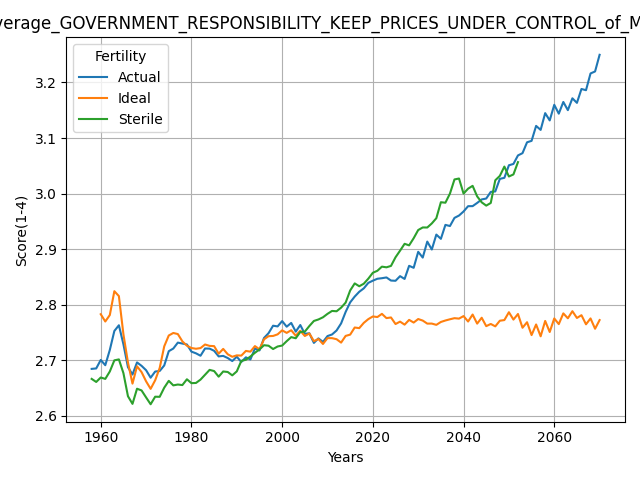 verage_GOVERNMENT_RESPONSIBILITY_KEEP_PRICES_UNDER_CONTROL_of_M
Fertility
Actual
Ideal
Sterile
3.2
3.1
3.0
2.9
2.8
2.7
2.6
Score(1-4)
1960
1980
2000
2020
2040
2060
Years